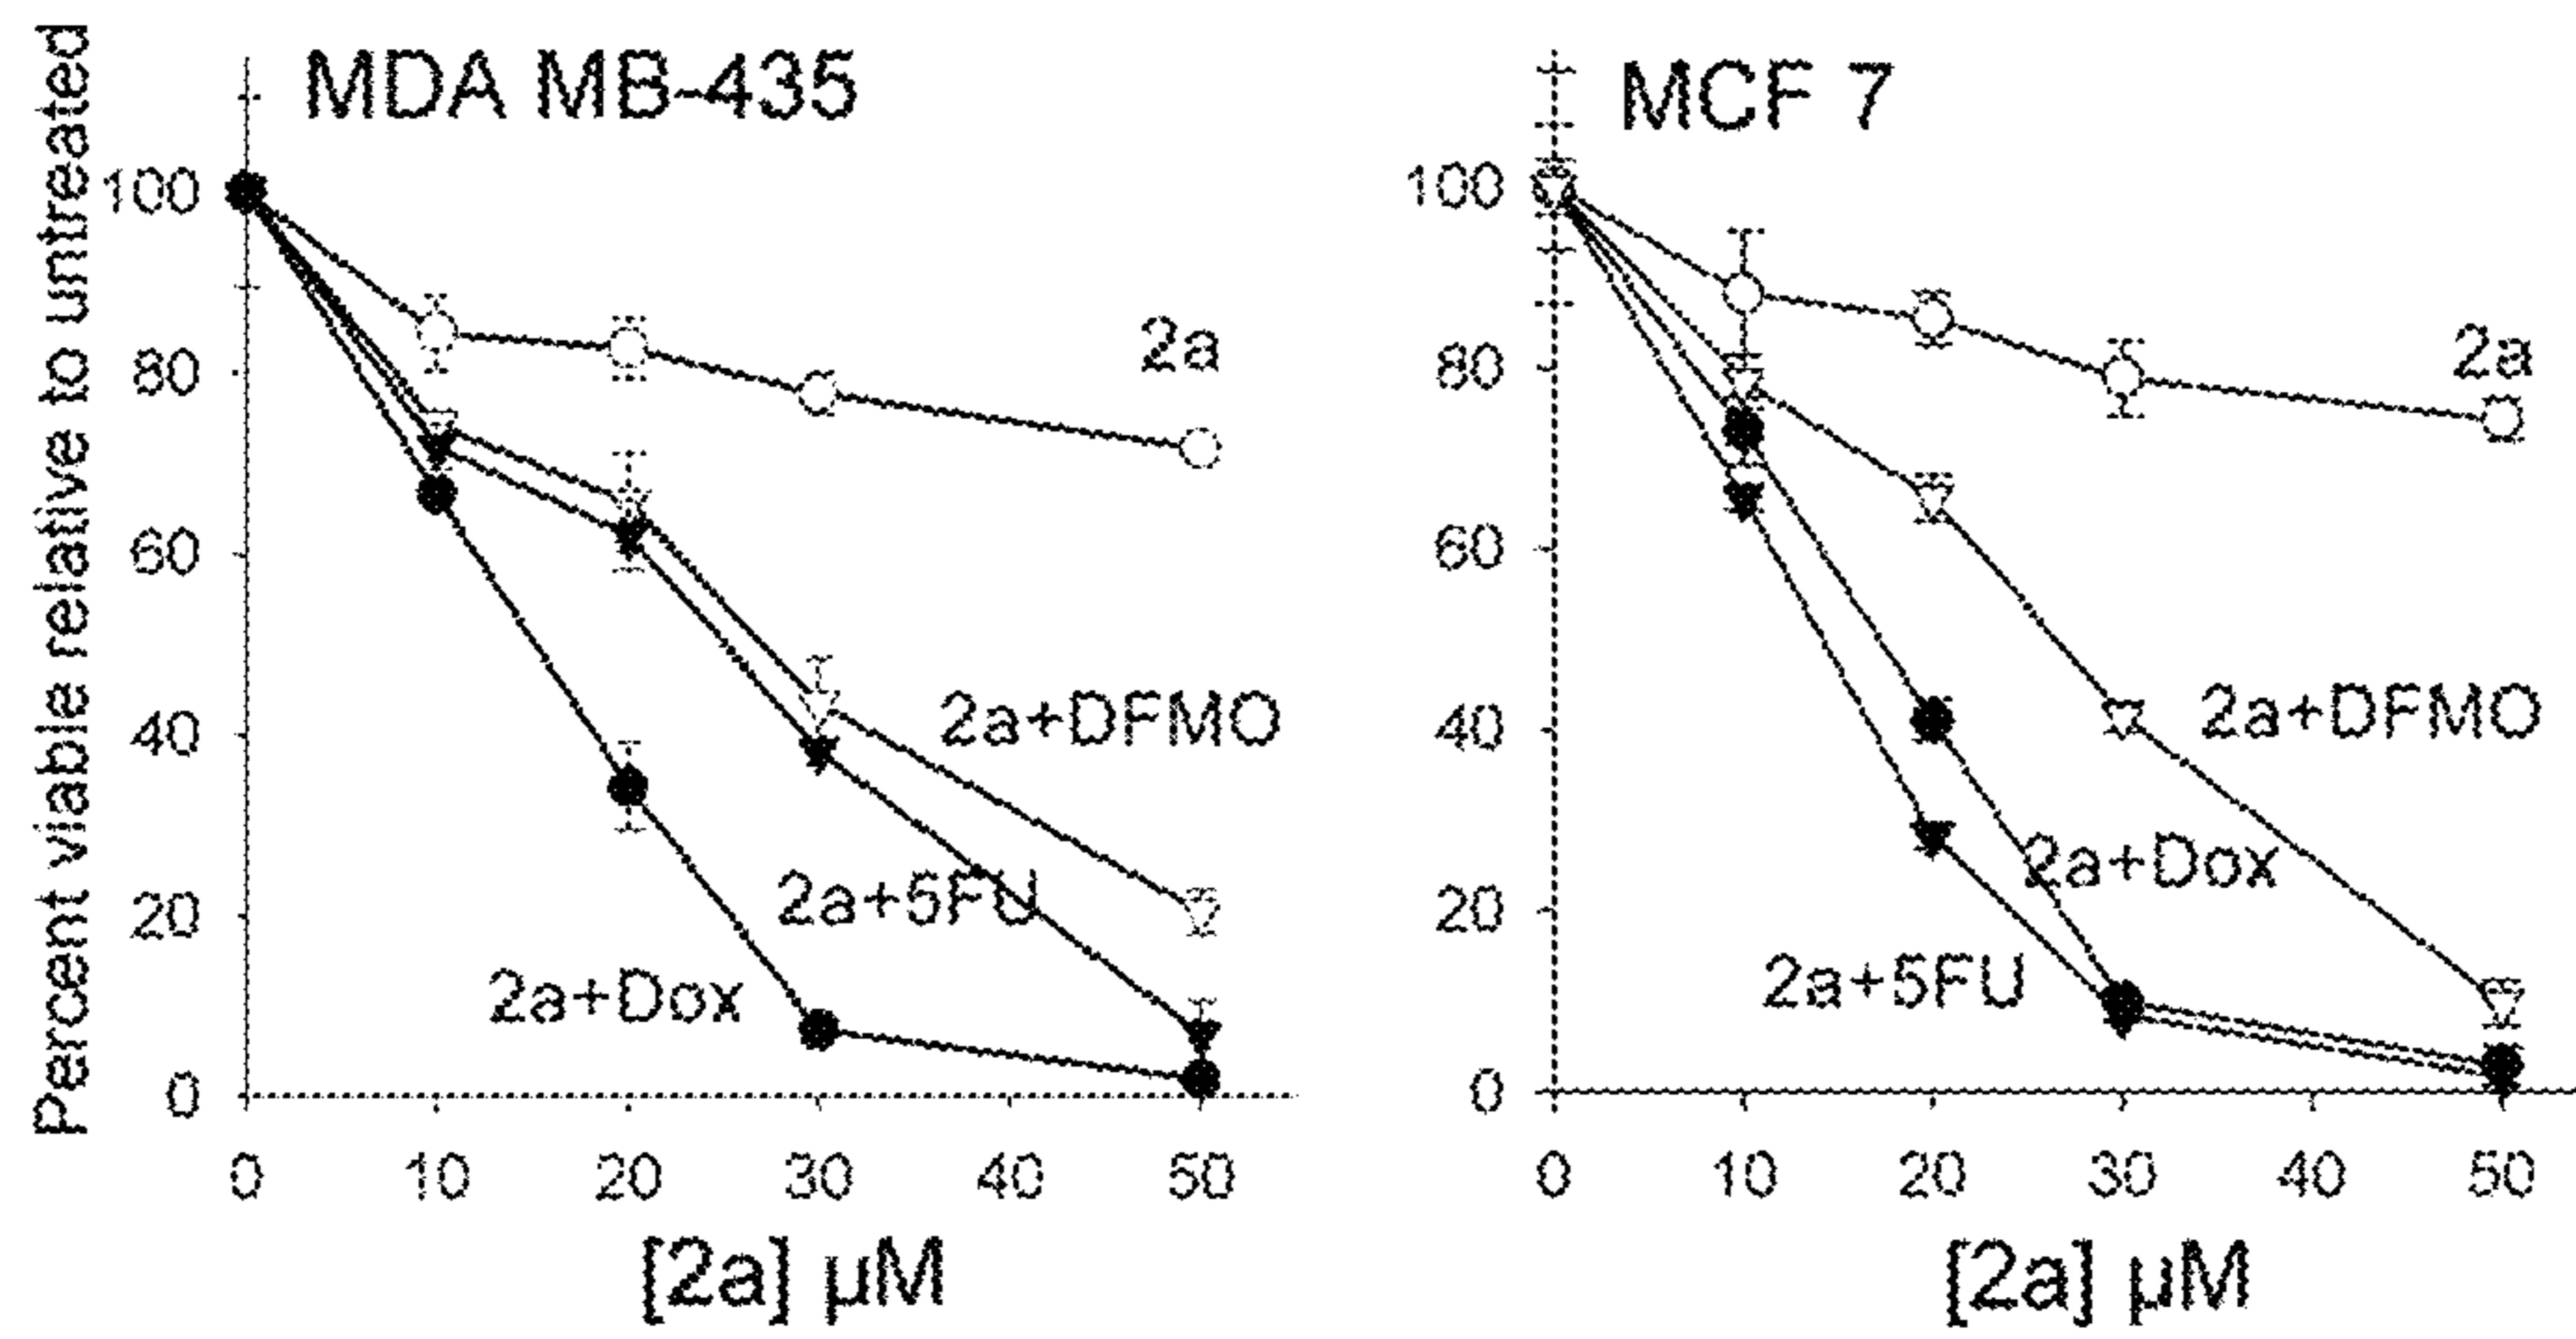 Percent viable relative to untreated
MDA MB-435
100
80
60
40
20
0
2a
2a+DFMO
2a+5FU
2a+Dox
0 10 20 30 40 50
[2a] µM
MCF 7
100
80
60
40
20
0
2a
2a+DFMO
2a+Dox
2a+5FU
0 10 20 30 40 50
[2a] µM